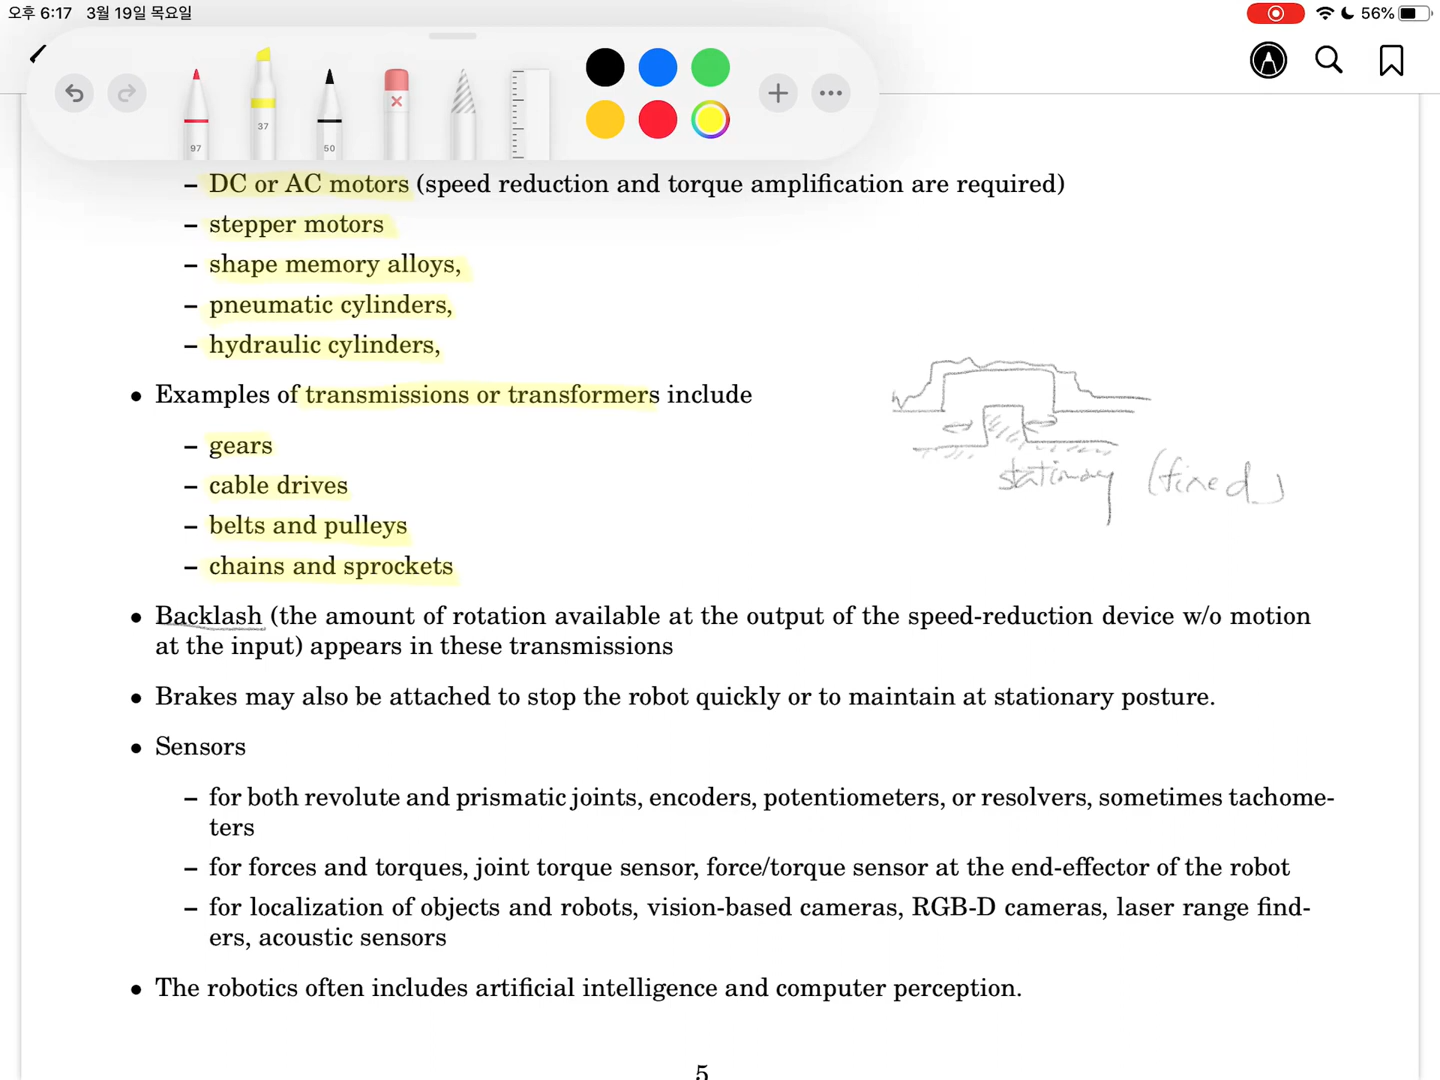 오후 6:17 3월 19일 목요일
56%
97
37
50
– DC or AC motors (speed reduction and torque amplification are required)
– stepper motors
– shape memory alloys,
– pneumatic cylinders,
– hydraulic cylinders,
• Examples of transmissions or transformers include
– gears
– cable drives
– belts and pulleys
– chains and sprockets
stationary (fixed)
• Backlash (the amount of rotation available at the output of the speed-reduction device w/o motion
at the input) appears in these transmissions
• Brakes may also be attached to stop the robot quickly or to maintain at stationary posture.
• Sensors
– for both revolute and prismatic joints, encoders, potentiometers, or resolvers, sometimes tachome-
ters
– for forces and torques, joint torque sensor, force/torque sensor at the end-effector of the robot
– for localization of objects and robots, vision-based cameras, RGB-D cameras, laser range find-
ers, acoustic sensors
• The robotics often includes artificial intelligence and computer perception.
5